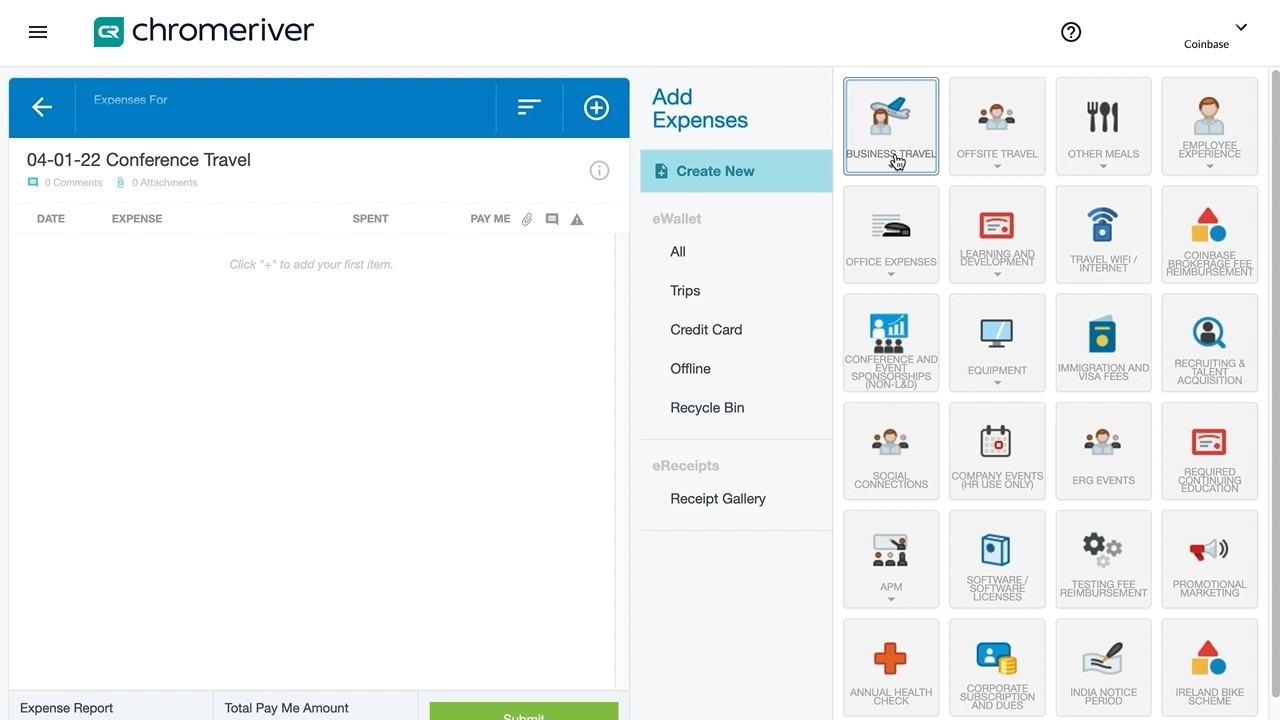 CR chromeriver
Coinbase
Expenses For
04-01-22 Conference Travel
0 Comments 0 Attachments
DATE EXPENSE SPENT PAY ME
Click "+" to add your first item.
Expense Report Total Pay Me Amount Submit
Add
Expenses
Create New
eWallet
All
Trips
Credit Card
Offline
Recycle Bin
eReceipts
Receipt Gallery
BUSINESS TRAVEL
OFFSITE TRAVEL
OTHER MEALS
EMPLOYEE
EXPERIENCE
OFFICE EXPENSES
LEARNING AND
DEVELOPMENT
TRAVEL WIFI /
INTERNET
COINBASE
BROKERAGE FEE
REIMBURSEMENT
CONFERENCE AND
EVENT
SPONSORSHIPS
(NON-L&D)
EQUIPMENT
IMMIGRATION AND
VISA FEES
RECRUITING &
TALENT
ACQUISITION
SOCIAL
CONNECTIONS
COMPANY EVENTS
(HR USE ONLY)
ERG EVENTS
REQUIRED
CONTINUING
EDUCATION
APM
SOFTWARE /
SOFTWARE
LICENSES
TESTING FEE
REIMBURSEMENT
PROMOTIONAL
MARKETING
ANNUAL HEALTH
CHECK
CORPORATE
SUBSCRIPTION
AND DUES
INDIA NOTICE
PERIOD
IRELAND BIKE
SCHEME